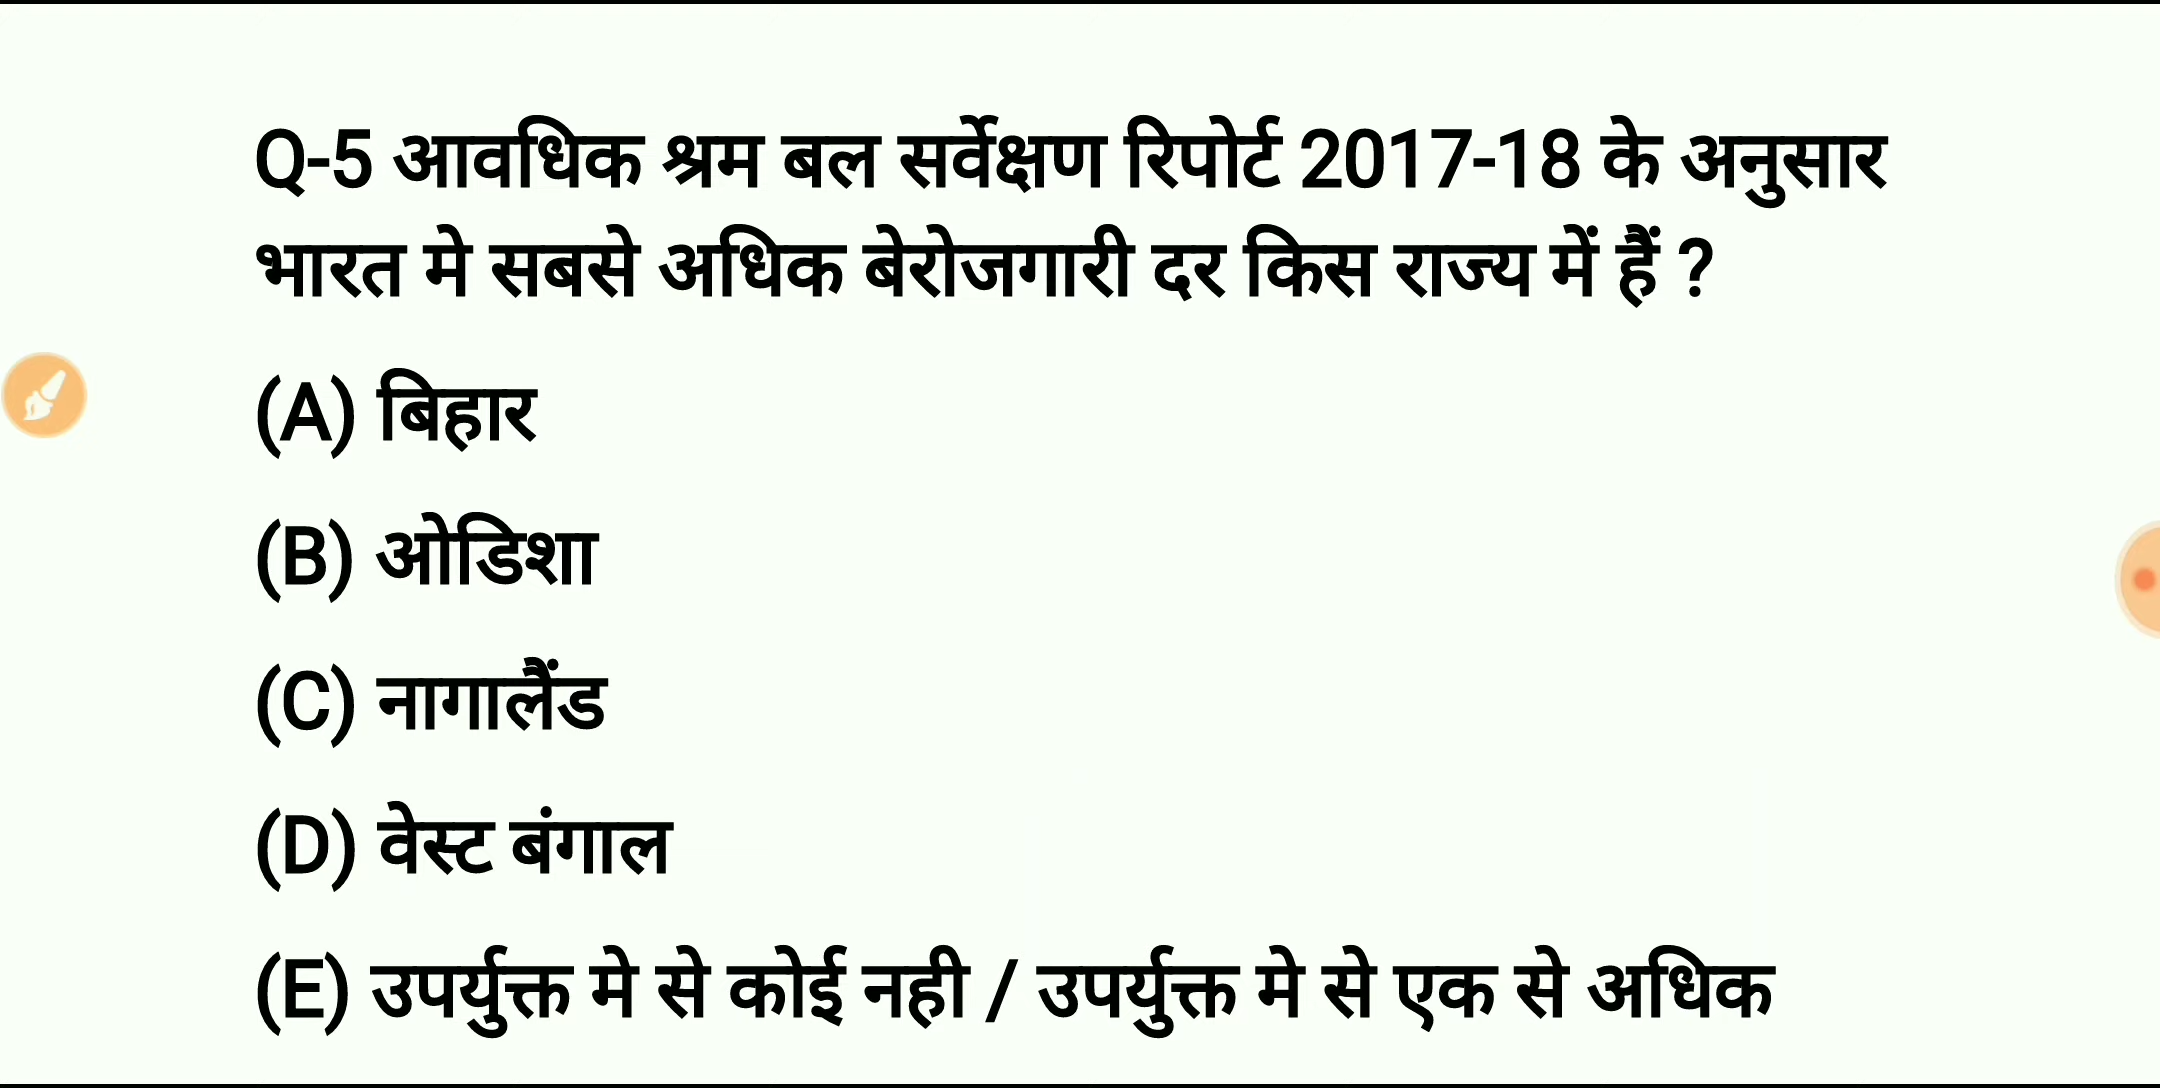 Q-5 आवधिक श्रम बल सर्वेक्षण रिपोर्ट 2017-18 के अनुसार
भारत मे सबसे अधिक बेरोजगारी दर किस राज्य में हैं ?
(A) बिहार
(B) ओडिशा
(C) नागालैंड
(D) वेस्ट बंगाल
(E) उपर्युक्त मे से कोई नही / उपर्युक्त मे से एक से अधिक